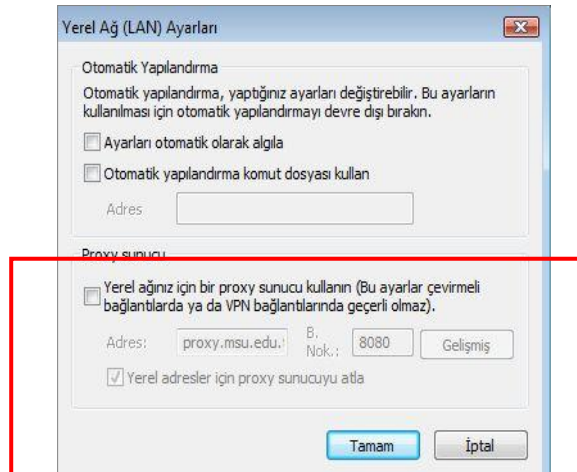 Yerel Ağ (LAN) Ayarları
Otomatik Yapılandırma
Otomatik yapılandırma, yaptığınız ayarları değiştirebilir. Bu ayarların
kullanılması için otomatik yapılandırmayı devre dışı bırakın.
Ayarları otomatik olarak algıla
Otomatik yapılandırma komut dosyası kullan
Adres
Proxy sunucu
Yerel ağınız için bir proxy sunucu kullanın (Bu ayarlar çevirmeli
bağlantılarda ya da VPN bağlantılarında geçerli olmaz).
Adres: proxy.msu.edu. B. Nok.: 8080 Gelişmiş
Yerel adresler için proxy sunucuyu atla
Tamam İptal